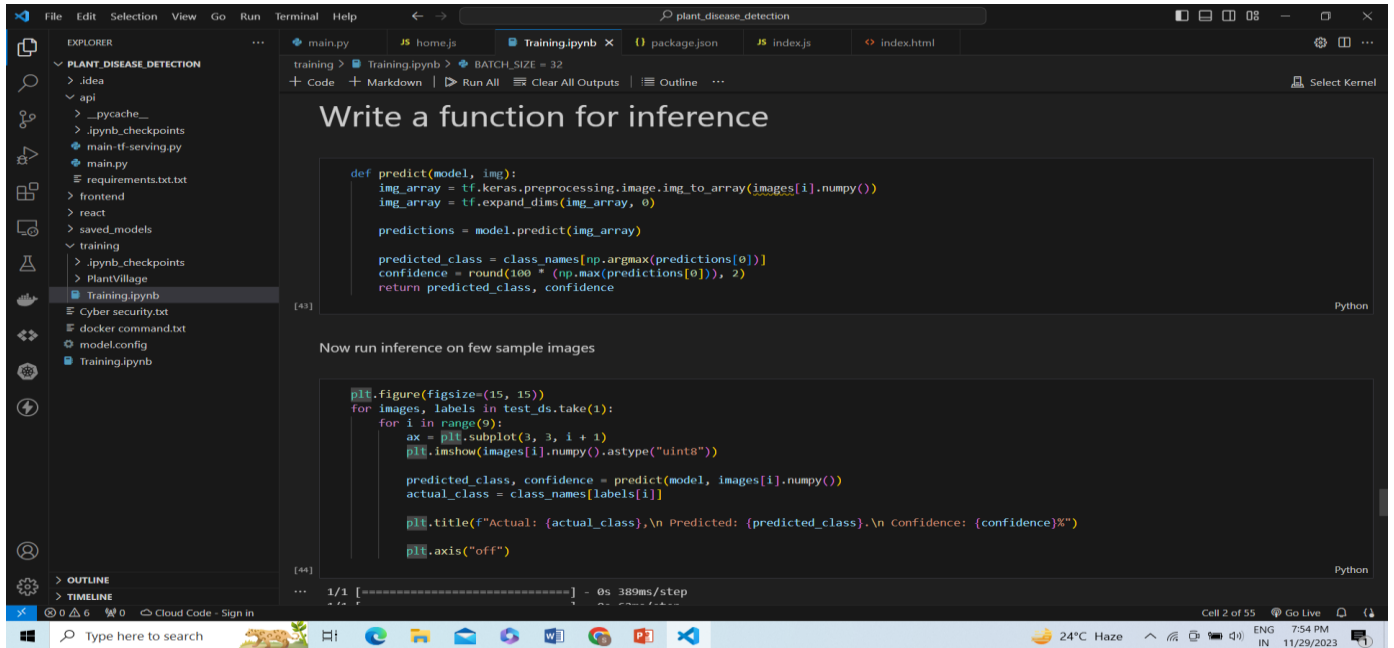 File Edit Selection View Go Run Terminal Help
plant_disease_detection
EXPLORER
main.py
JS home.js
Training.ipynb
{} package.json
JS index.js
<> index.html
PLANT_DISEASE_DETECTION
.idea
api
__pycache__
.ipynb_checkpoints
main-tf-serving.py
main.py
requirements.txt.txt
frontend
react
saved_models
training
.ipynb_checkpoints
PlantVillage
Training.ipynb
Cyber security.txt
docker command.txt
model.config
Training.ipynb
OUTLINE
TIMELINE
training > Training.ipynb > BATCH_SIZE = 32
+ Code + Markdown | Run All Clear All Outputs | Outline ...
Select Kernel
Write a function for inference
def predict(model, img):
img_array = tf.keras.preprocessing.image.img_to_array(images[i].numpy())
img_array = tf.expand_dims(img_array, 0)
predictions = model.predict(img_array)
predicted_class = class_names[np.argmax(predictions[0])]
confidence = round(100 * (np.max(predictions[0])), 2)
return predicted_class, confidence
[43]
Python
Now run inference on few sample images
plt.figure(figsize=(15, 15))
for images, labels in test_ds.take(1):
for i in range(9):
ax = plt.subplot(3, 3, i + 1)
plt.imshow(images[i].numpy().astype("uint8"))
predicted_class, confidence = predict(model, images[i].numpy())
actual_class = class_names[labels[i]]
plt.title(f"Actual: {actual_class},\n Predicted: {predicted_class}.\n Confidence: {confidence}%")
plt.axis("off")
[44]
Python
... 1/1 [==============================] - 0s 389ms/step
0 6 0 Cloud Code - Sign in
Cell 2 of 55 Go Live
Type here to search
24°C Haze
ENG
IN
7:54 PM
11/29/2023